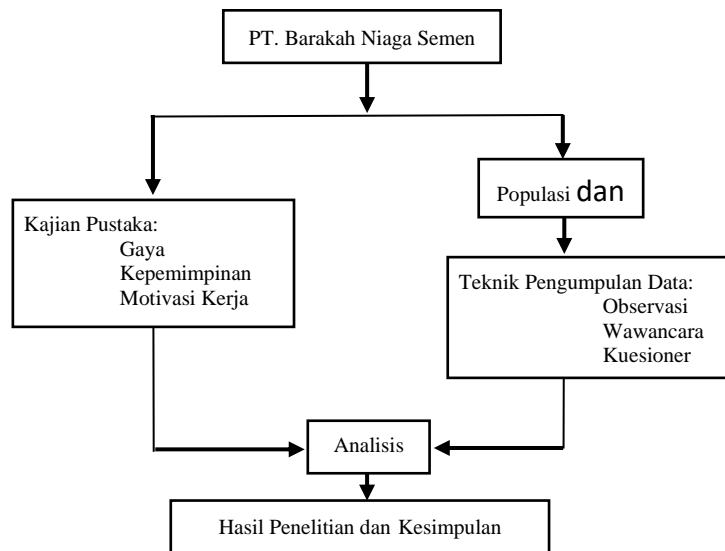 PT. Barakah Niaga Semen
Populasi dan
Kajian Pustaka:
Gaya
Kepemimpinan
Motivasi Kerja
Teknik Pengumpulan Data:
Observasi
Wawancara
Kuesioner
Analisis
Hasil Penelitian dan Kesimpulan